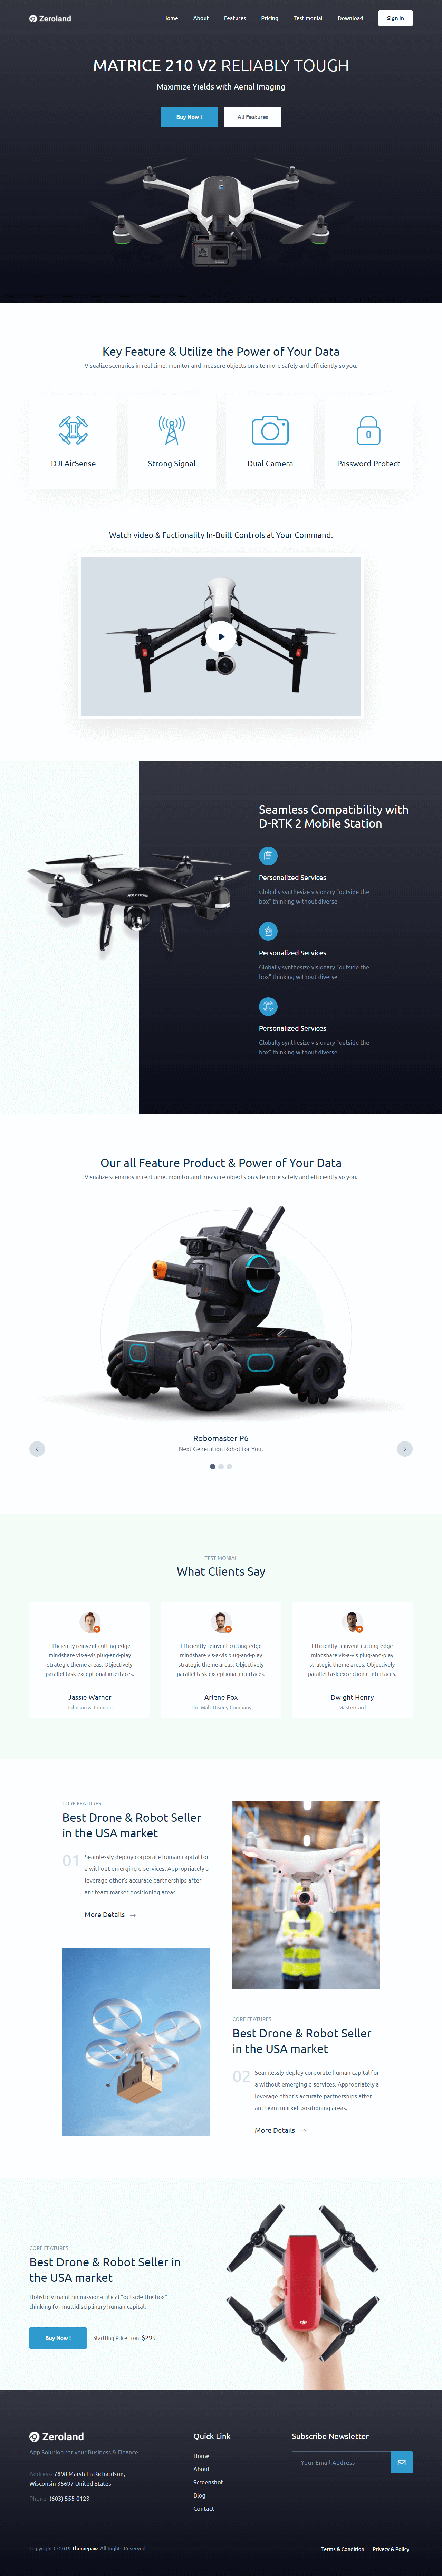 Zeroland
Home
About
Features
Pricing
Testimonial
Download
Sign in
MATRICE 210 V2 RELIABLY TOUGH
Maximize Yields with Aerial Imaging
Buy Now !
All Features
Key Feature & Utilize the Power of Your Data
Visualize scenarios in real time, monitor and measure objects on site more safely and efficiently so you.
DJI AirSense
Strong Signal
Dual Camera
Password Protect
Watch video & Fuctionality In-Built Controls at Your Command.
Seamless Compatibility with
D-RTK 2 Mobile Station
Personalized Services
Globally synthesize visionary "outside the
box" thinking without diverse
Personalized Services
Globally synthesize visionary "outside the
box" thinking without diverse
Personalized Services
Globally synthesize visionary "outside the
box" thinking without diverse
Our all Feature Product & Power of Your Data
Visualize scenarios in real time, monitor and measure objects on site more safely and efficiently so you.
Robomaster P6
Next Generation Robot for You.
TESTIMONIAL
What Clients Say
Efficiently reinvent cutting-edge
mindshare vis-a-vis plug-and-play
strategic theme areas. Objectively
parallel task exceptional interfaces.
Jassie Warner
Johnson & Johnson
Efficiently reinvent cutting-edge
mindshare vis-a-vis plug-and-play
strategic theme areas. Objectively
parallel task exceptional interfaces.
Arlene Fox
The Walt Disney Company
Efficiently reinvent cutting-edge
mindshare vis-a-vis plug-and-play
strategic theme areas. Objectively
parallel task exceptional interfaces.
Dwight Henry
MasterCard
CORE FEATURES
Best Drone & Robot Seller
in the USA market
01
Seamlessly deploy corporate human capital for
a without emerging e-services. Appropriately a
leverage other's accurate partnerships after
ant team market positioning areas.
More Details →
CORE FEATURES
Best Drone & Robot Seller
in the USA market
02
Seamlessly deploy corporate human capital for
a without emerging e-services. Appropriately a
leverage other's accurate partnerships after
ant team market positioning areas.
More Details →
CORE FEATURES
Best Drone & Robot Seller in
the USA market
Holisticly maintain mission-critical "outside the box"
thinking for multidisciplinary human capital.
Buy Now !
Startting Price From $299
Zeroland
App Solution for your Business & Finance
Address- 7898 Marsh Ln Richardson,
Wisconsin 35697 United States
Phone- (603) 555-0123
Quick Link
Home
About
Screenshot
Blog
Contact
Subscribe Newsletter
Your Email Address
Copyright © 2019 Themepaw. All Rights Reserved.
Terms & Condition | Privecy & Policy